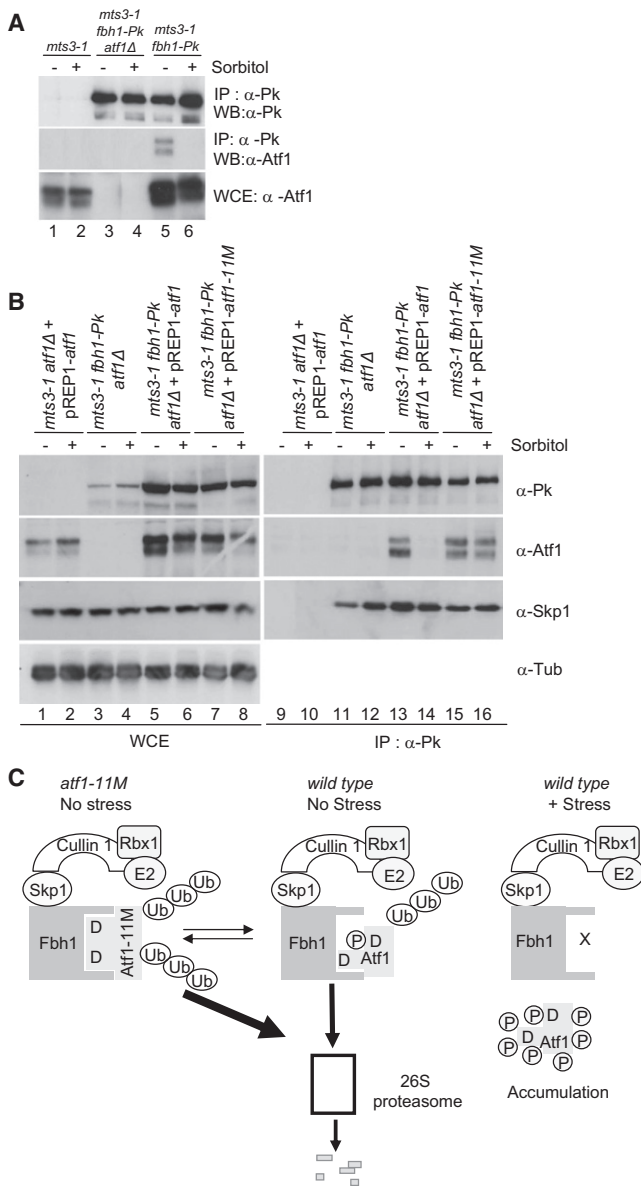 A
mts3-1
mts3-1
fbh1-Pk
atf1Δ
mts3-1
fbh1-Pk
- + - + - + Sorbitol
IP : α-Pk
WB:α-Pk
IP: α -Pk
WB:α-Atf1
WCE: α -Atf1
1 2 3 4 5 6
B
mts3-1 atf1Δ +
pREP1-atf1
mts3-1 fbh1-Pk
atf1Δ
mts3-1 fbh1-Pk
atf1Δ + pREP1-atf1
mts3-1 fbh1-Pk
atf1Δ + pREP1-atf1-11M
mts3-1 atf1Δ +
pREP1-atf1
mts3-1 fbh1-Pk
atf1Δ
mts3-1 fbh1-Pk
atf1Δ + pREP1-atf1
mts3-1 fbh1-Pk
atf1Δ + pREP1-atf1-11M
- + - + - + - + - + - + - + - + Sorbitol
α-Pk
α-Atf1
α-Skp1
α-Tub
1 2 3 4 5 6 7 8 9 10 11 12 13 14 15 16
WCE IP : α-Pk
C
atf1-11M
No stress
wild type
No Stress
wild type
+ Stress
Cullin 1 Rbx1
E2
Skp1
Ub Ub Ub
Fbh1
D
D
Atf1-11M
Ub Ub Ub
Cullin 1 Rbx1
E2
Skp1
Ub Ub Ub
Fbh1
P D
D Atf1
Cullin 1 Rbx1
E2
Skp1
Fbh1 X
P P D P
P D Atf1 P
P P
Accumulation
26S
proteasome